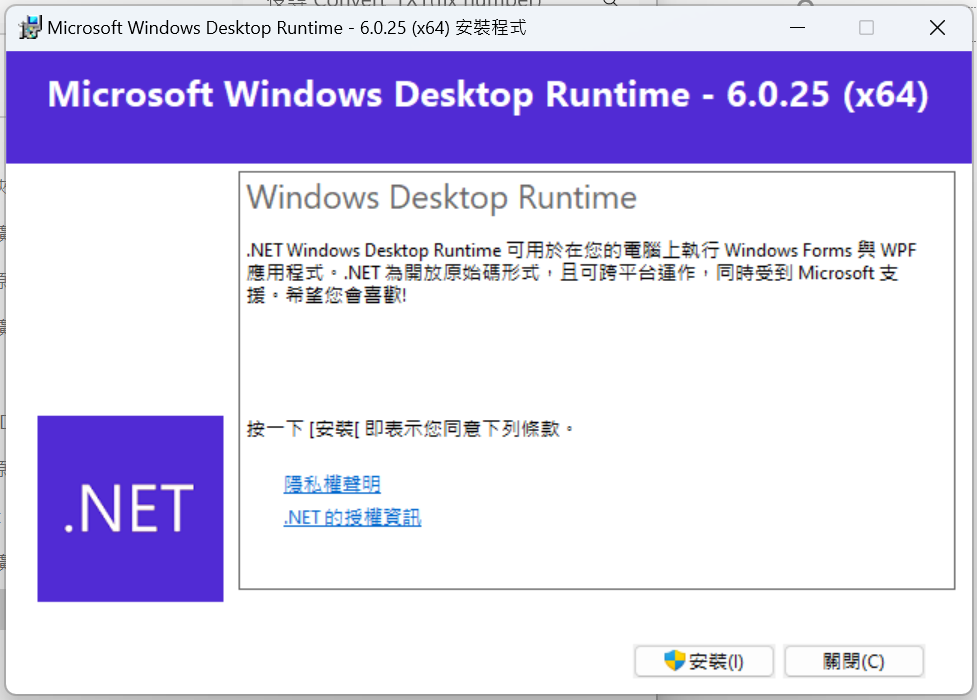 Microsoft Windows Desktop Runtime - 6.0.25 (x64) 安裝程式
Microsoft Windows Desktop Runtime - 6.0.25 (x64)
Windows Desktop Runtime
.NET Windows Desktop Runtime 可用於在您的電腦上執行 Windows Forms 與 WPF
應用程式。.NET 為開放原始碼形式，且可跨平台運作，同時受到 Microsoft 支
援。希望您會喜歡!
按一下 [安裝[ 即表示您同意下列條款。
隱私權聲明
.NET 的授權資訊
.NET
安裝(I)
關閉(C)